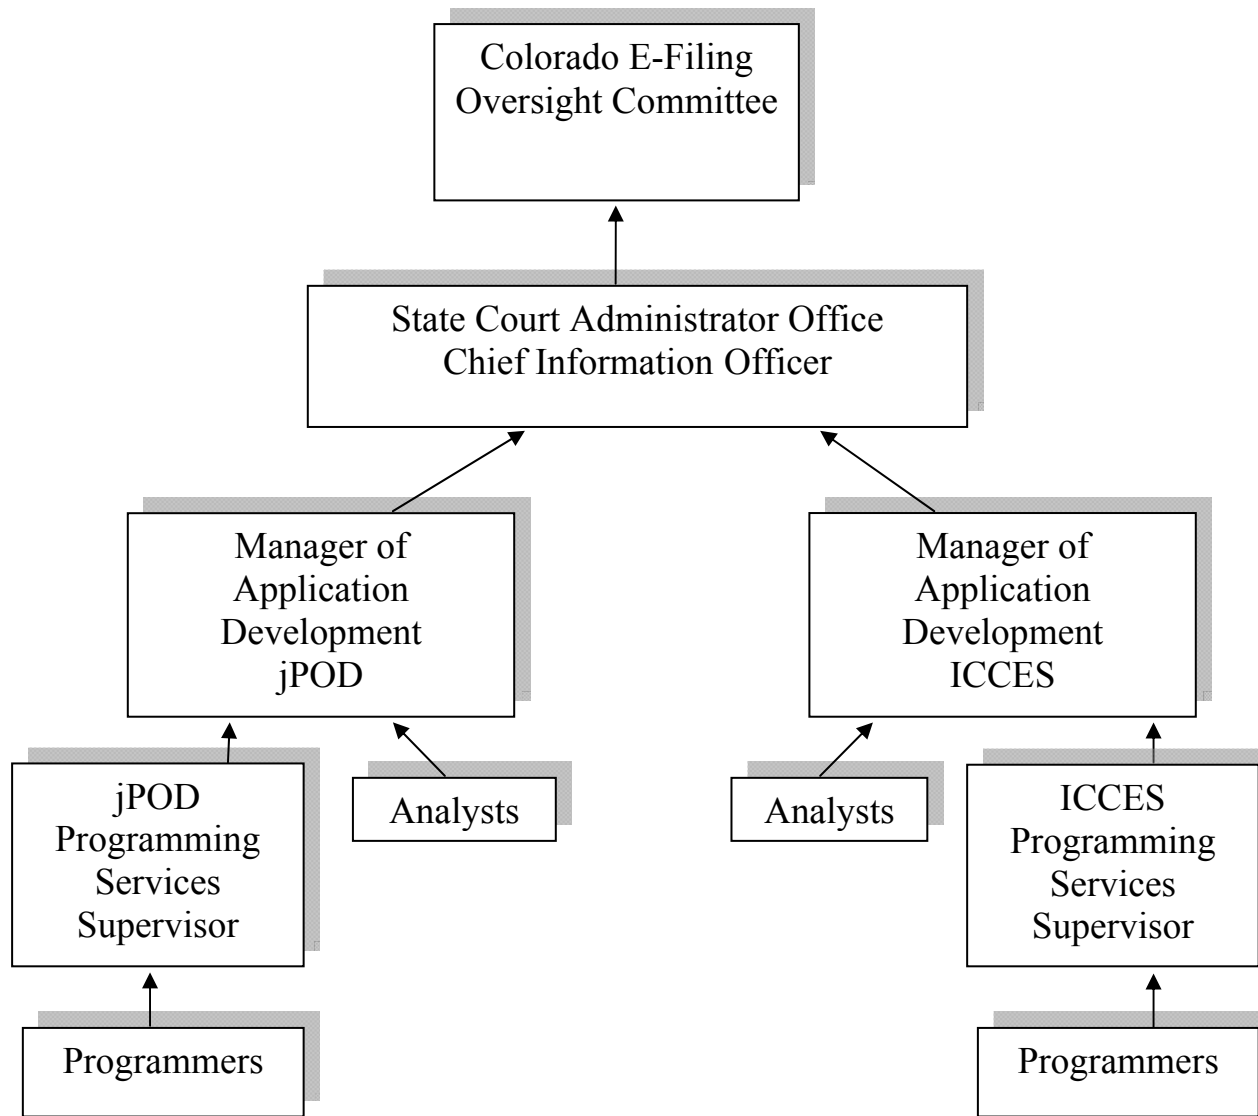 Colorado E-Filing
Oversight Committee
State Court Administrator Office
Chief Information Officer
Manager of
Application
Development
jPOD
Manager of
Application
Development
ICCES
jPOD
Programming
Services
Supervisor
Analysts
Analysts
ICCES
Programming
Services
Supervisor
Programmers
Programmers